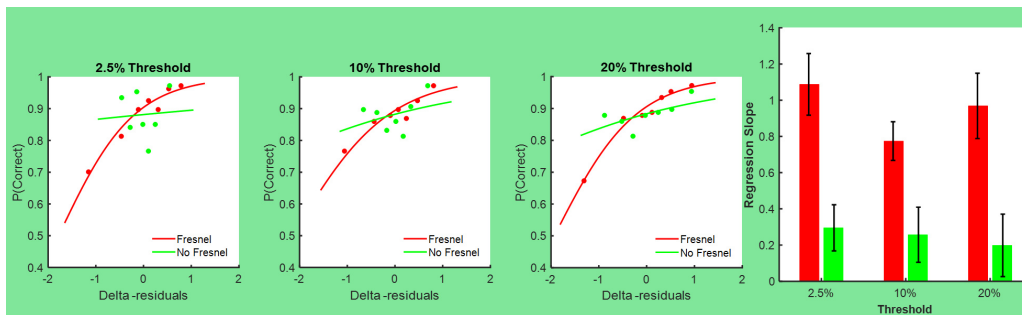 2.5% Threshold
P(Correct)
1
0.9
0.8
0.7
0.6
0.5
0.4
-2
-1
0
1
2
Delta-residuals
Fresnel
No Fresnel
10% Threshold
P(Correct)
1
0.9
0.8
0.7
0.6
0.5
0.4
-2
-1
0
1
2
Delta-residuals
Fresnel
No Fresnel
20% Threshold
P(Correct)
1
0.9
0.8
0.7
0.6
0.5
0.4
-2
-1
0
1
2
Delta-residuals
Fresnel
No Fresnel
Regression Slope
1.4
1.2
1
0.8
0.6
0.4
0.2
0
2.5%
10%
20%
Threshold